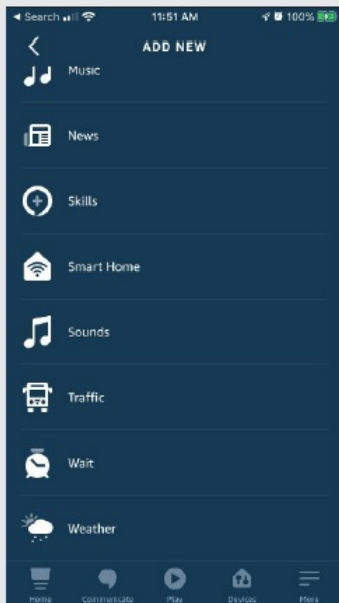 Search 11:51 AM 100%
ADD NEW
Music
News
Skills
Smart Home
Sounds
Traffic
Wait
Weather
Home Communicate Play Devices More